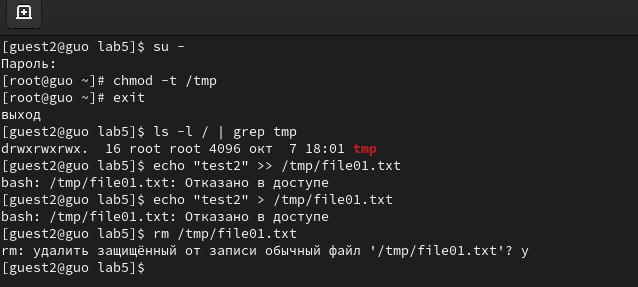 [guest2@guo lab5]$ su -
Пароль:
[root@guo ~]# chmod -t /tmp
[root@guo ~]# exit
выход
[guest2@guo lab5]$ ls -l / | grep tmp
drwxrwxrwx.  16 root root 4096 окт  7 18:01 tmp
[guest2@guo lab5]$ echo "test2" >> /tmp/file01.txt
bash: /tmp/file01.txt: Отказано в доступе
[guest2@guo lab5]$ echo "test2" > /tmp/file01.txt
bash: /tmp/file01.txt: Отказано в доступе
[guest2@guo lab5]$ rm /tmp/file01.txt
rm: удалить защищённый от записи обычный файл '/tmp/file01.txt'? y
[guest2@guo lab5]$